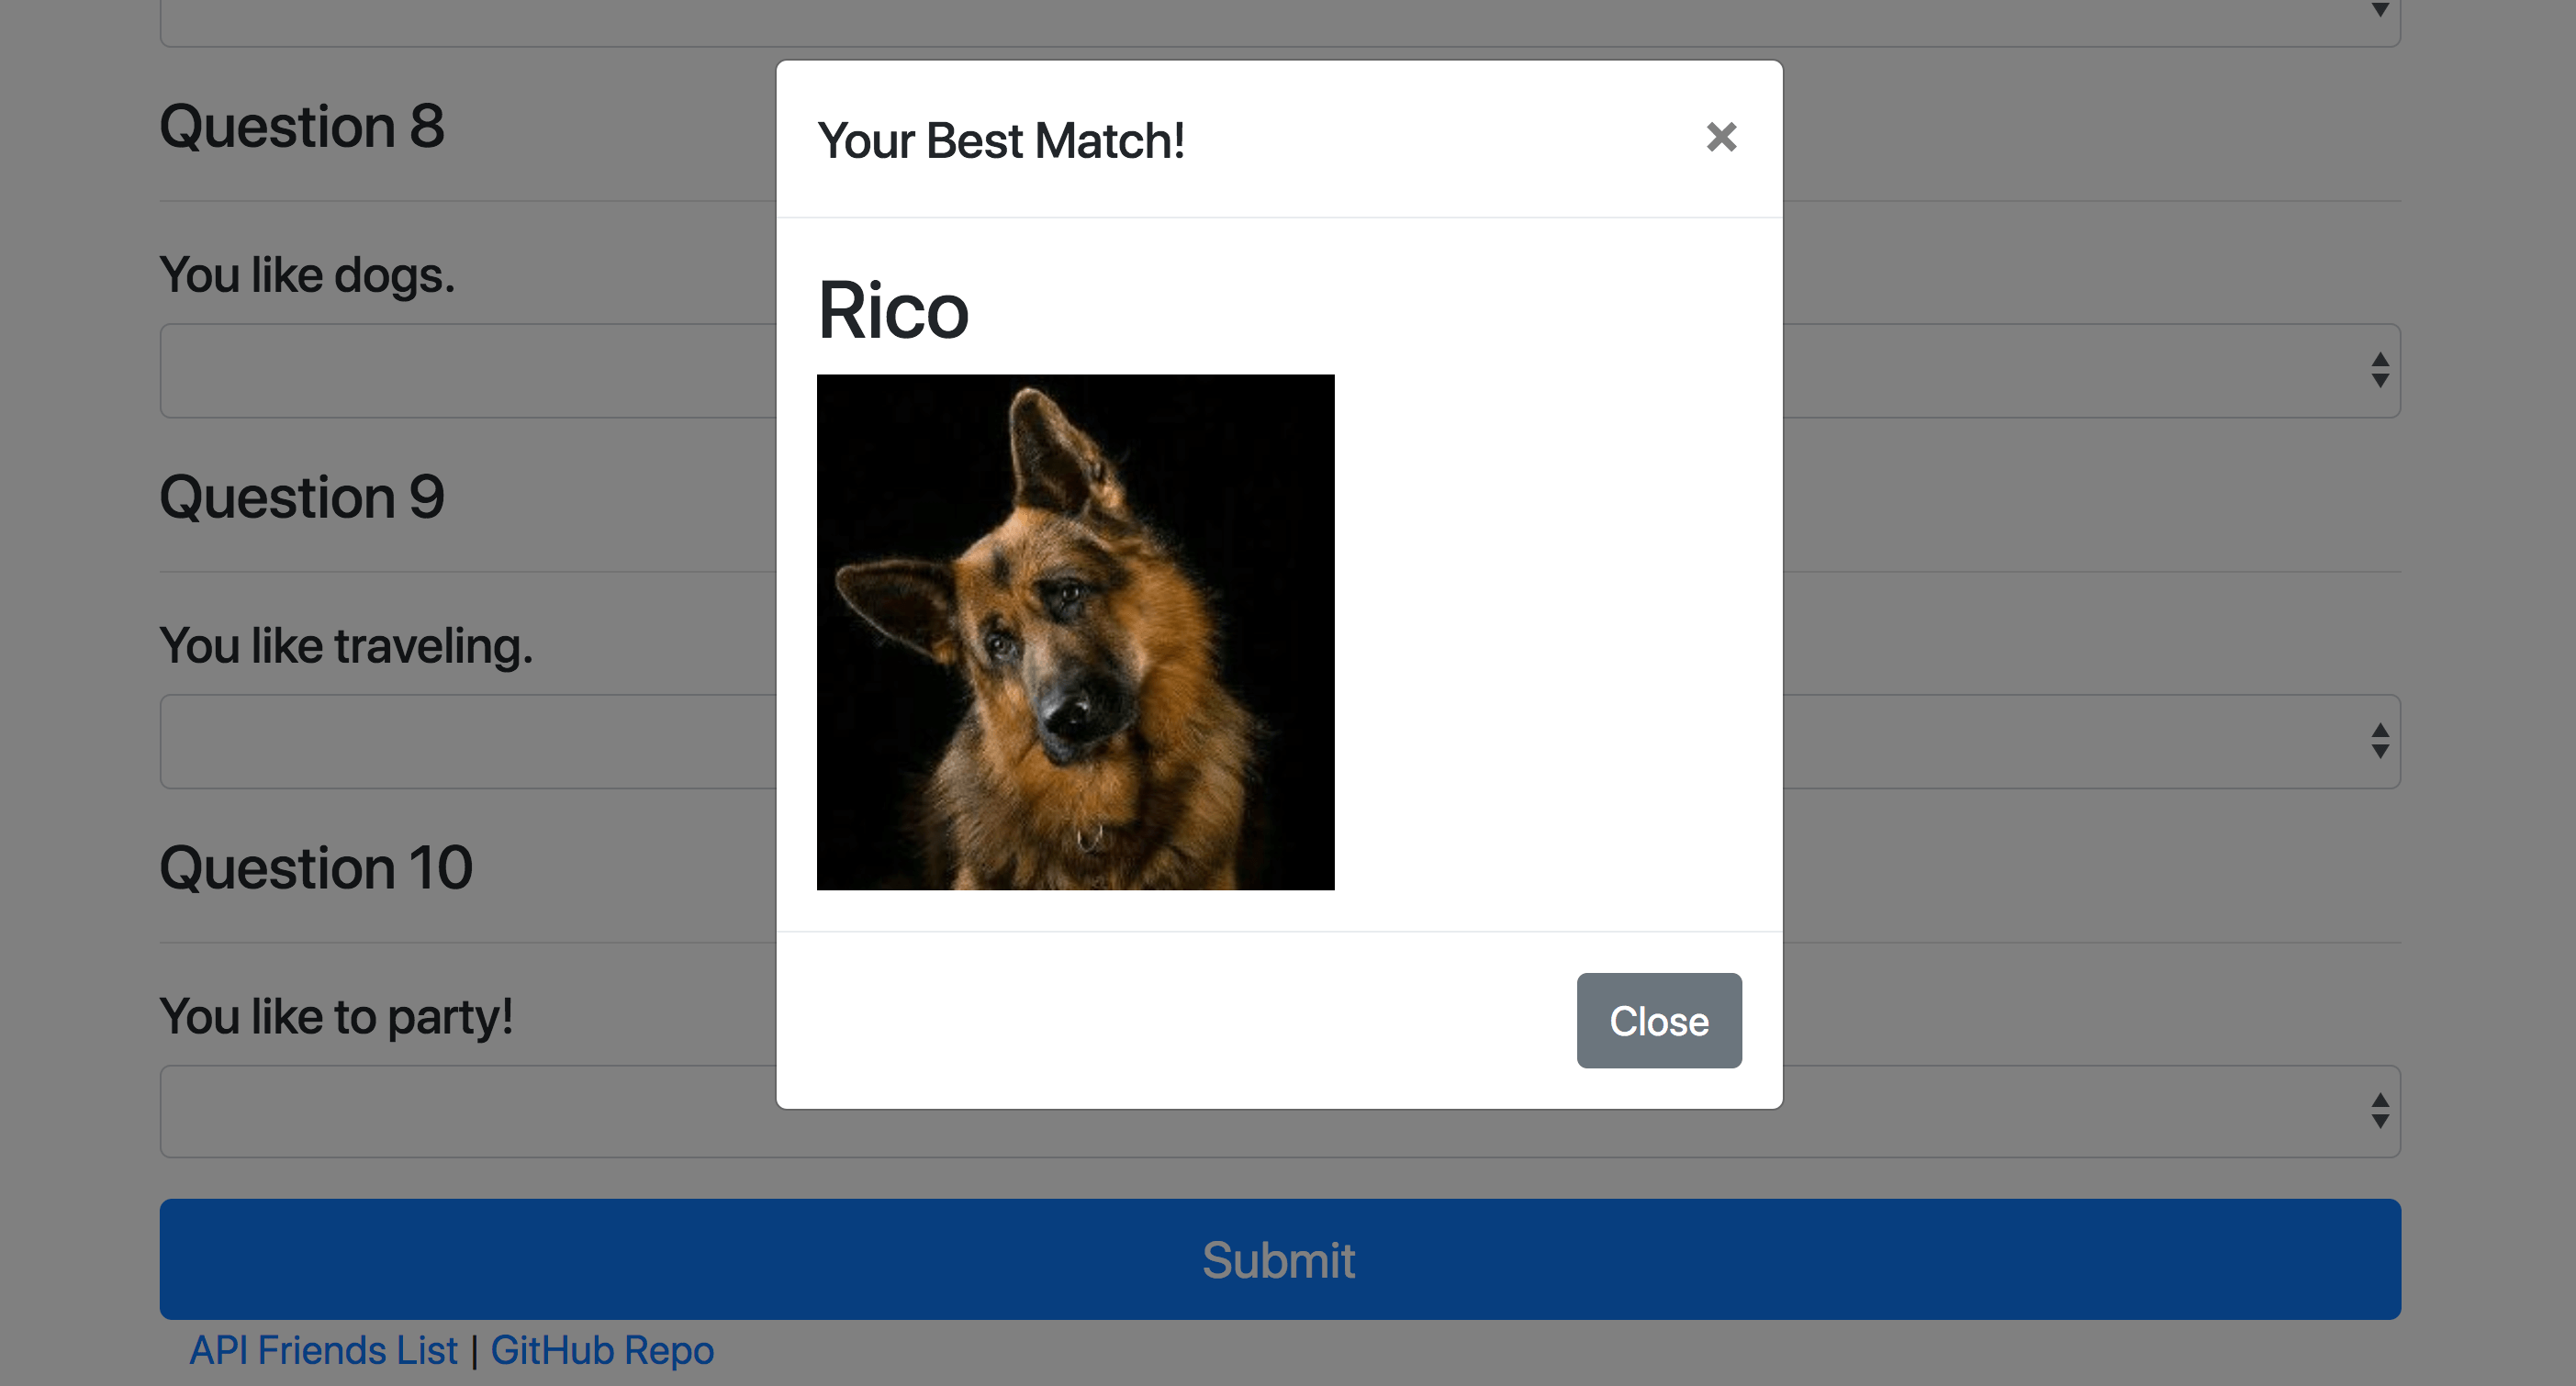 Question 8
You like dogs.
Question 9
You like traveling.
Question 10
You like to party!
Your Best Match!
×
Rico
Close
Submit
API Friends List | GitHub Repo